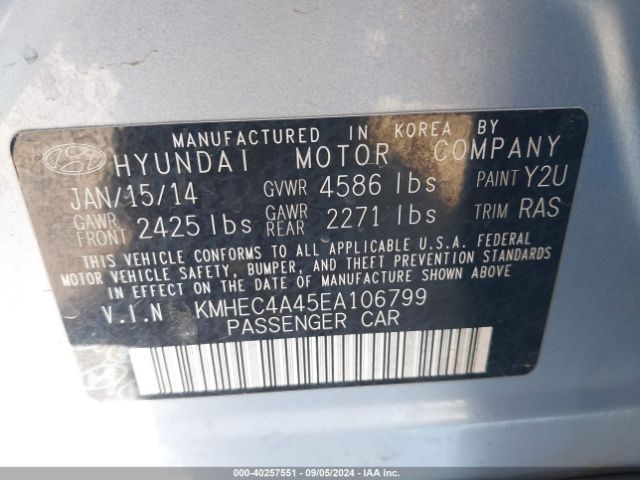 MANUFACTURED IN KOREA BY
HYUNDAI MOTOR COMPANY
JAN/15/14 GVWR 4586 lbs PAINT Y2U
GAWR FRONT 2425 lbs GAWR REAR 2271 lbs TRIM RAS
THIS VEHICLE CONFORMS TO ALL APPLICABLE U.S.A. FEDERAL
MOTOR VEHICLE SAFETY, BUMPER, AND THEFT PREVENTION STANDARDS
IN EFFECT ON THE DATE OF MANUFACTURE SHOWN ABOVE
V.I.N KMHEC4A45EA106799
PASSENGER CAR
000-40257551 - 09/05/2024 - COPART.COM